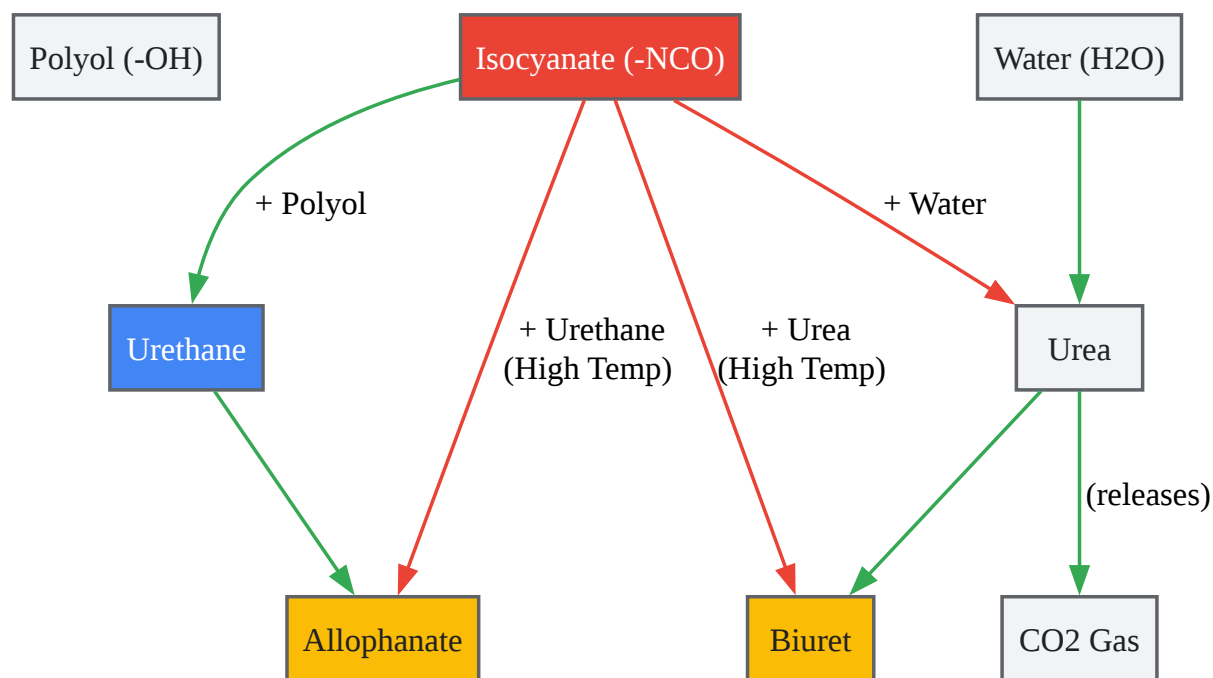 Polyol (-OH)
Isocyanate (-NCO)
Water (H2O)
+ Polyol
+ Water
Urethane
+ Urethane
(High Temp)
+ Urea
(High Temp)
Urea
(releases)
Allophanate
Biuret
CO2 Gas